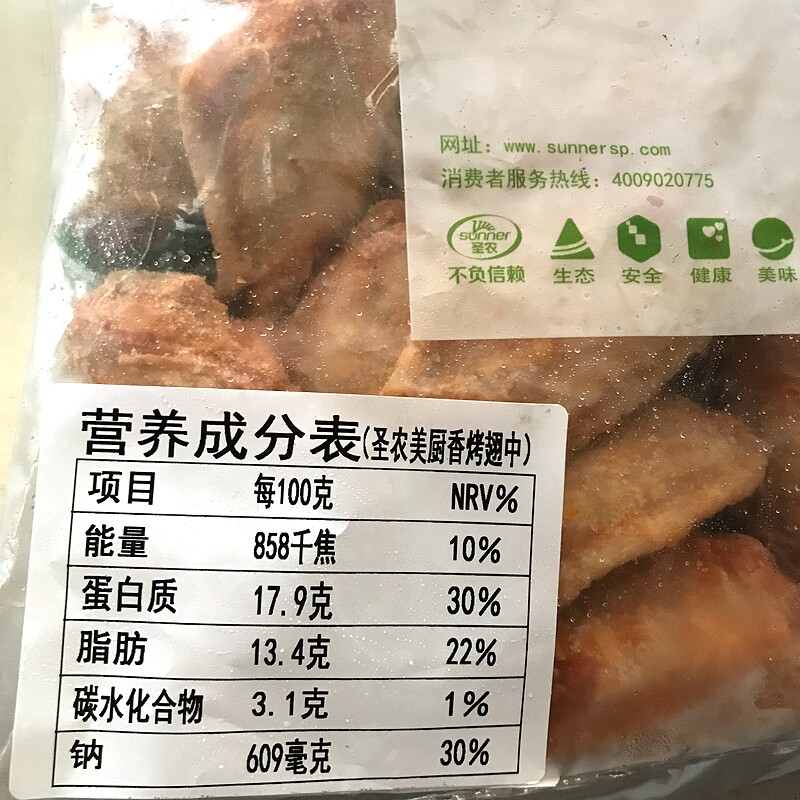 网址：www.sunnersp.com
消费者服务热线：4009020775
sunner
圣农
不负信赖 生态 安全 健康 美味
营养成分表(圣农美厨香烤翅中)
项目 每100克 NRV%
能量 858千焦 10%
蛋白质 17.9克 30%
脂肪 13.4克 22%
碳水化合物 3.1克 1%
钠 609毫克 30%